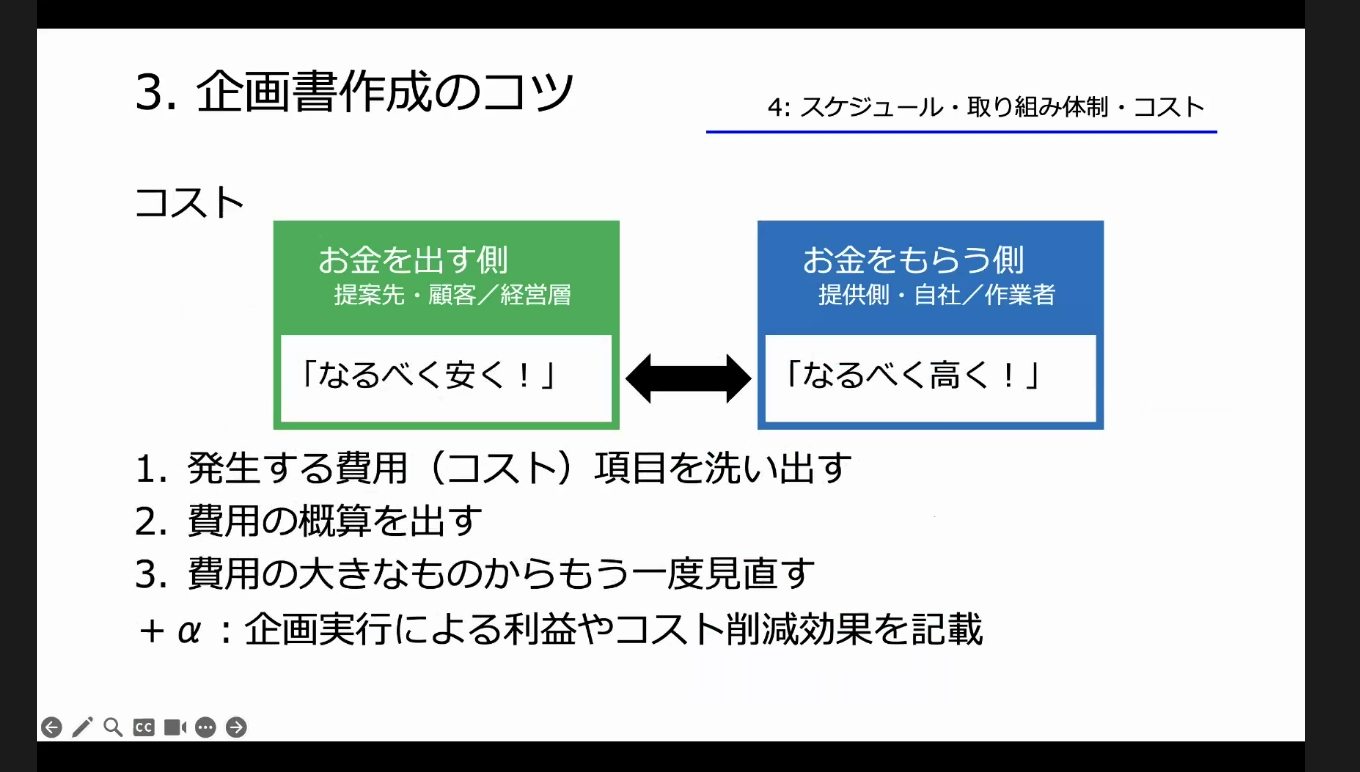 3. 企画書作成のコツ
4: スケジュール・取り組み体制・コスト
コスト
お金を出す側
提案先・顧客／経営層
「なるべく安く！」
お金をもらう側
提供側・自社／作業者
「なるべく高く！」
1. 発生する費用（コスト）項目を洗い出す
2. 費用の概算を出す
3. 費用の大きなものからもう一度見直す
＋α：企画実行による利益やコスト削減効果を記載
CC